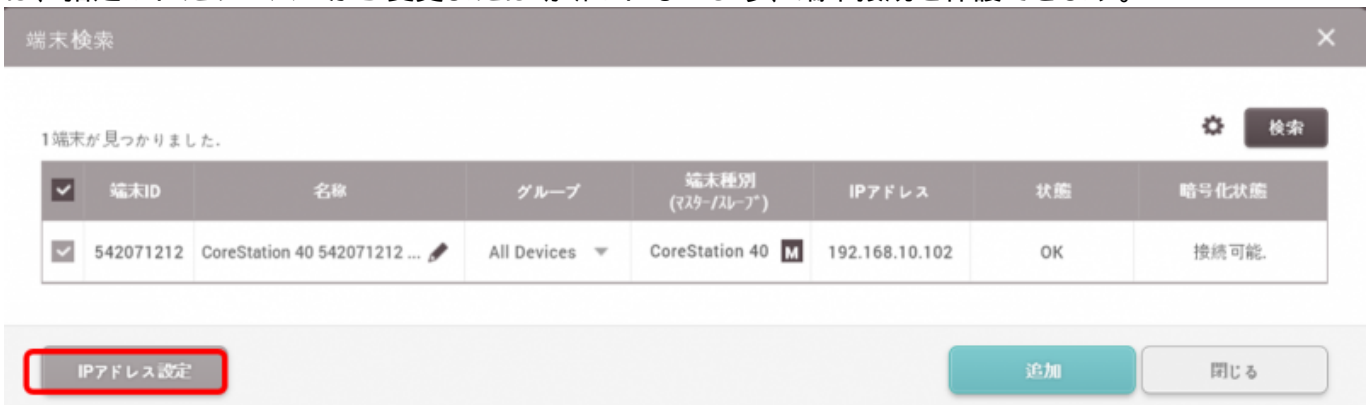 端末検索
1端末が見つかりました.
検索
端末ID 名称 グループ 端末種別 IPアドレス 状態 暗号化状態
(ﾏｽﾀｰ/ｽﾚｰﾌﾞ)
542071212 CoreStation 40 542071212 ... All Devices CoreStation 40 M 192.168.10.102 OK 接続可能.
IPアドレス設定 追加 閉じる